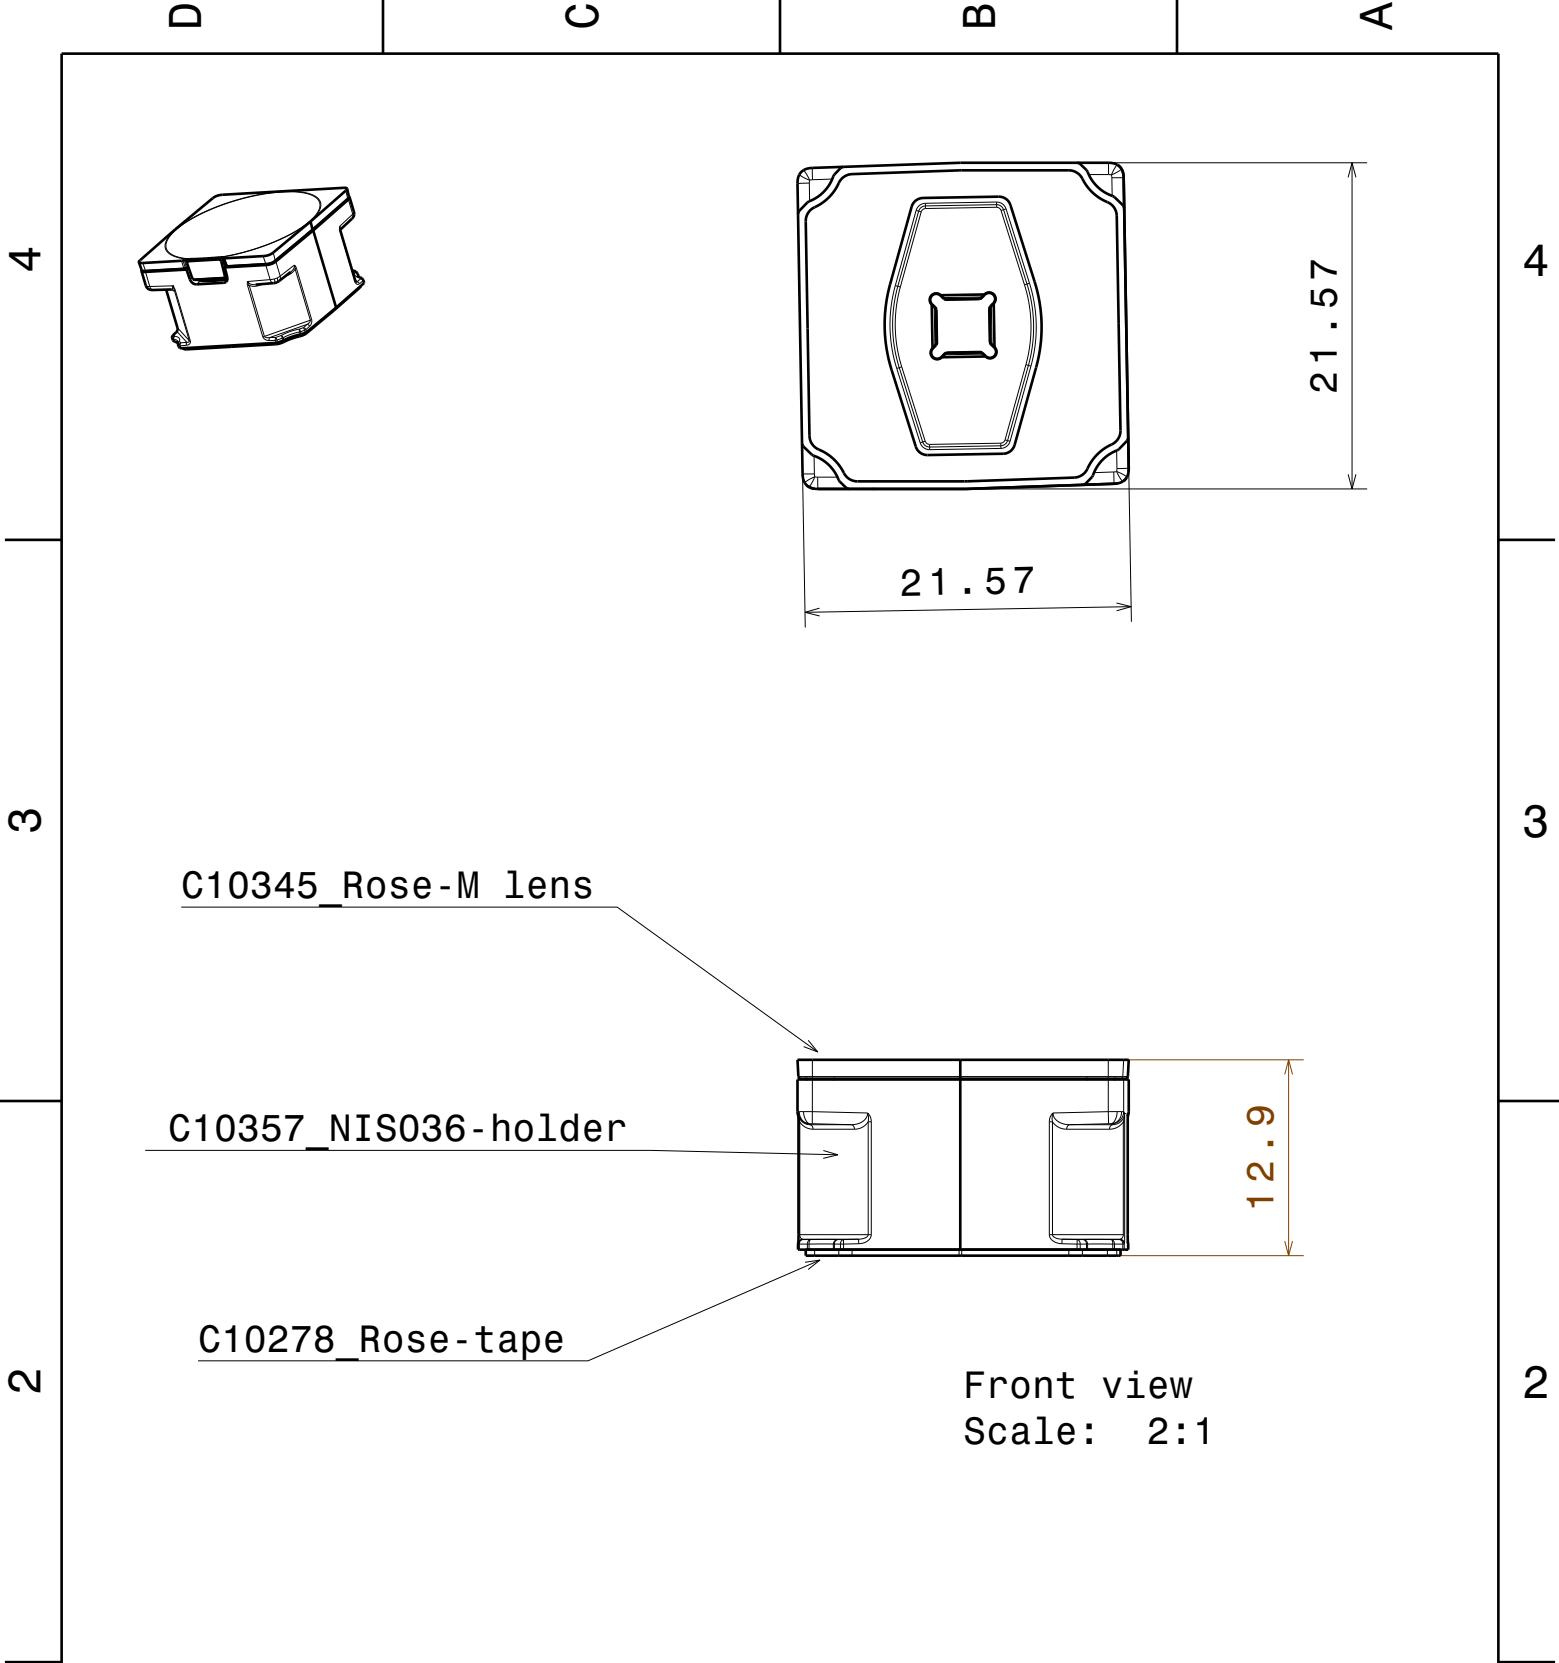 D
C
B
A
4
4
21.57
21.57
3
3
C10345_Rose-M lens
C10357_NIS036-holder
12.9
C10278_Rose-tape
2
2
Front view
Scale: 2:1